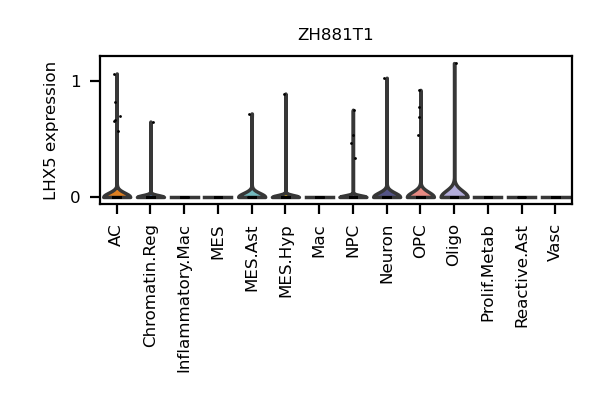 ZH881T1
LHX5 expression
1
0
AC
Chromatin.Reg
Inflammatory.Mac
MES
MES.Ast
MES.Hyp
Mac
NPC
Neuron
OPC
Oligo
Prolif.Metab
Reactive.Ast
Vasc